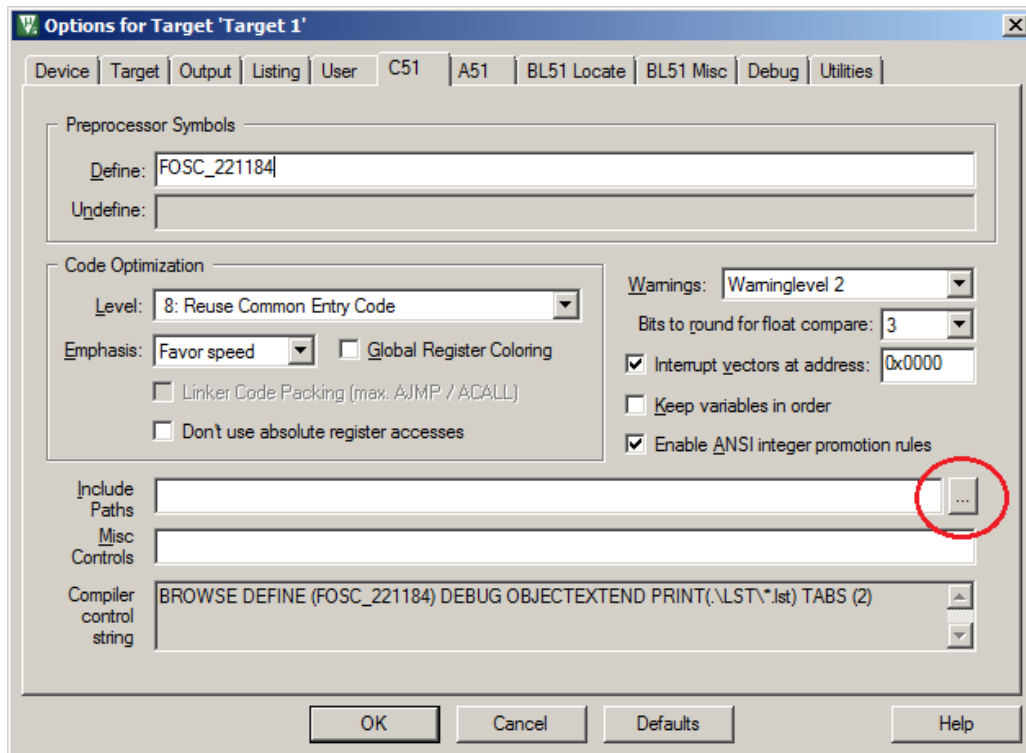 Options for Target 'Target 1'
Device Target Output Listing User C51 A51 BL51 Locate BL51 Misc Debug Utilities
Preprocessor Symbols
Define: FOSC_221184
Undefine:
Code Optimization
Level: 8: Reuse Common Entry Code
Emphasis: Favor speed Global Register Coloring
Linker Code Packing (max. AJMP / ACALL)
Don't use absolute register accesses
Warnings: Warninglevel 2
Bits to round for float compare: 3
Interrupt vectors at address: 0x0000
Keep variables in order
Enable ANSI integer promotion rules
Include
Paths
...
Misc
Controls
Compiler
control
string
BROWSE DEFINE (FOSC_221184) DEBUG OBJECTEXTEND PRINT(.\LST\*.lst) TABS (2)
OK Cancel Defaults Help